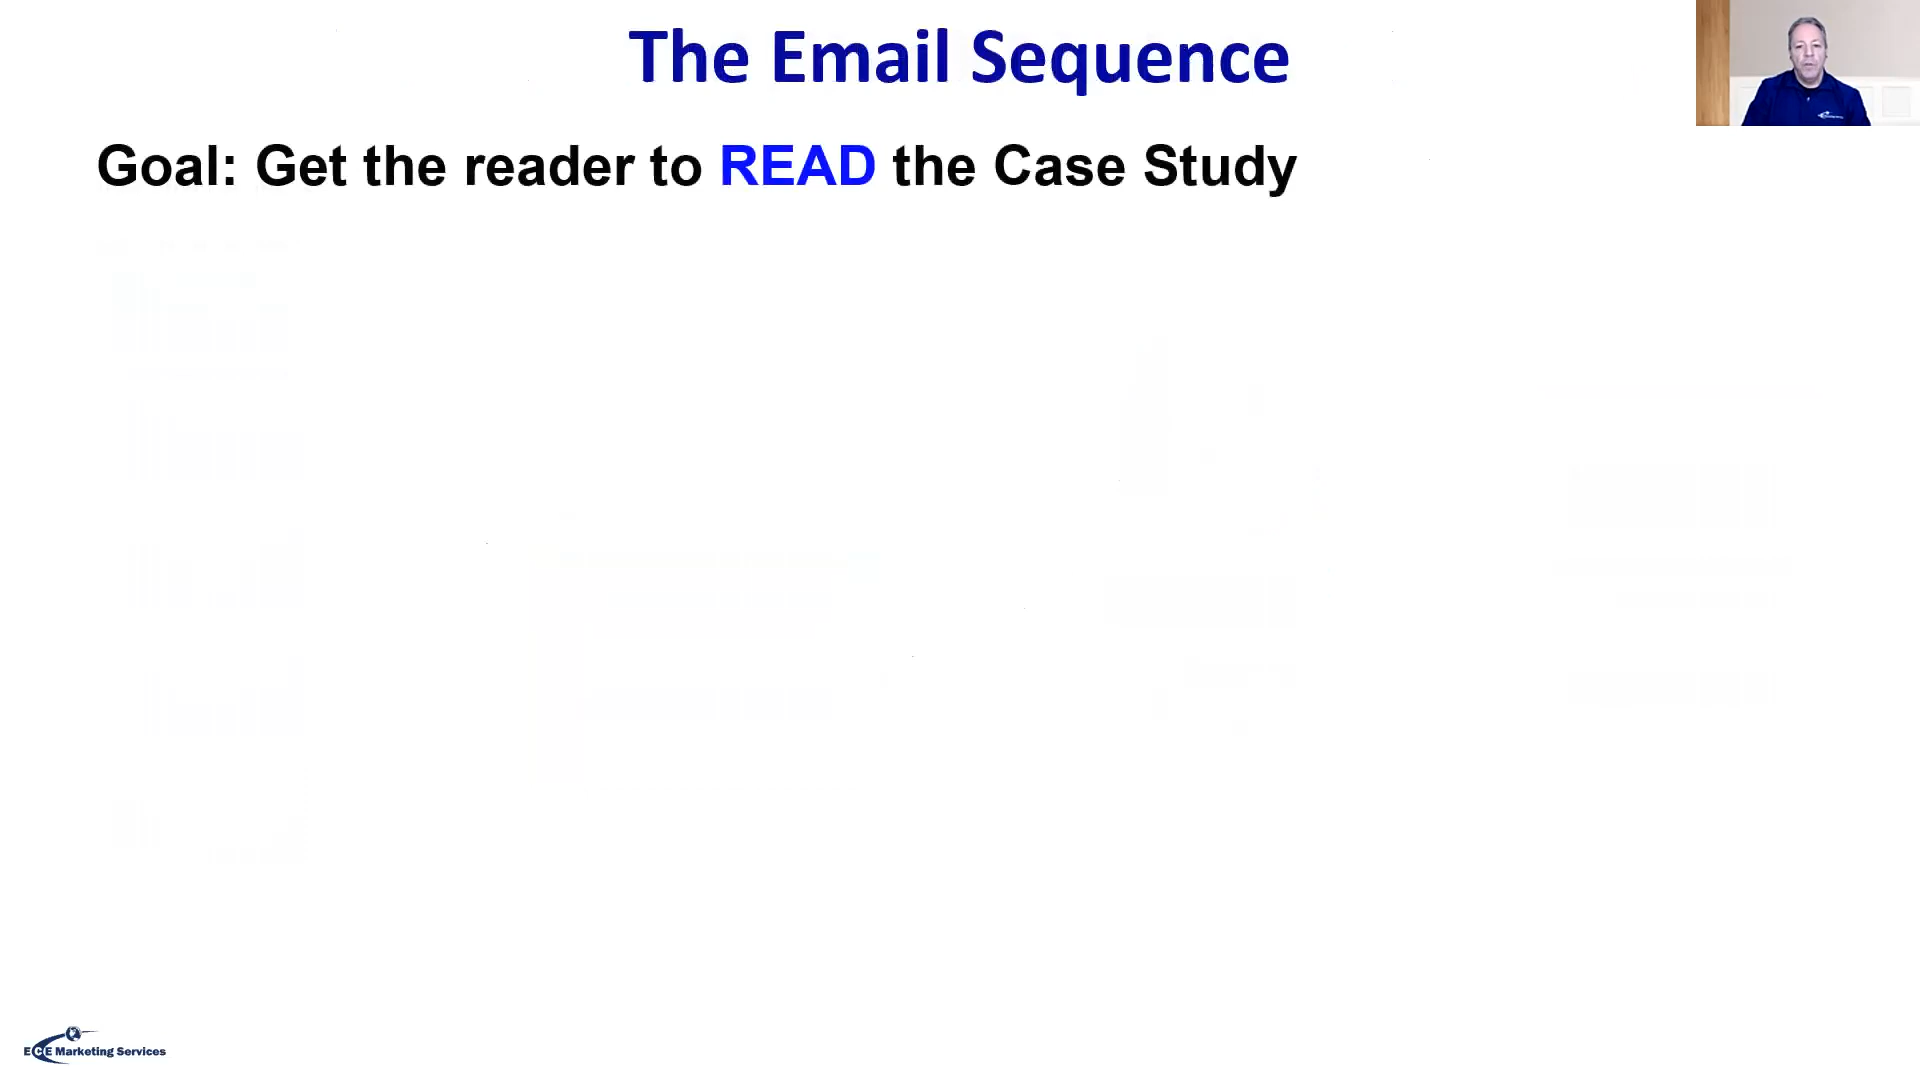 The Email Sequence
Goal: Get the reader to READ the Case Study
ECE Marketing Services